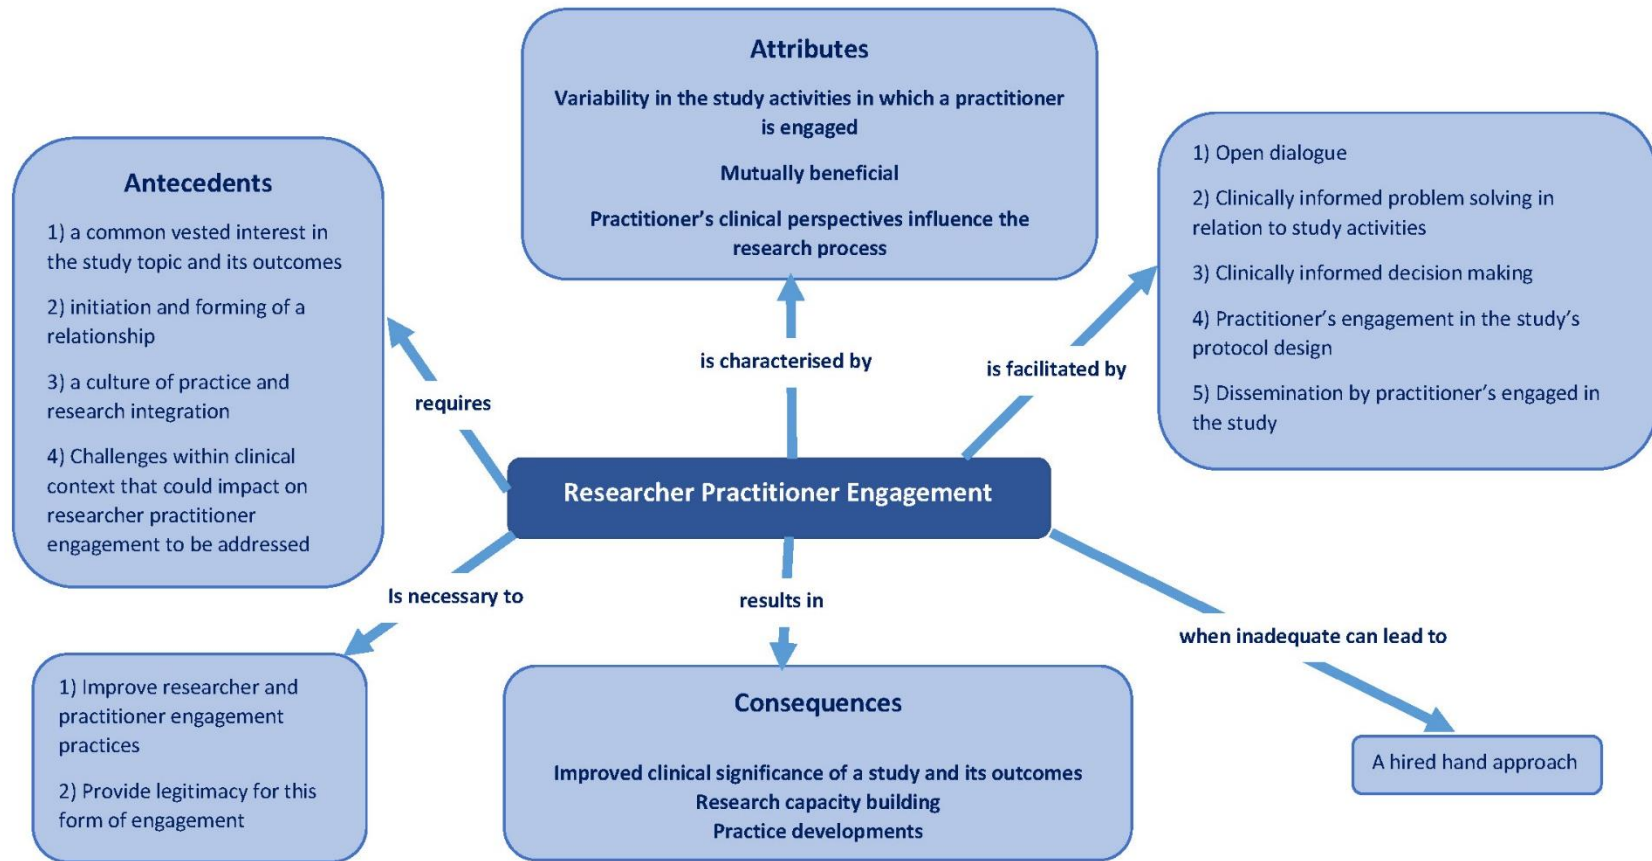 Attributes
Variability in the study activities in which a practitioner
is engaged
Mutually beneficial
Practitioner’s clinical perspectives influence the
research process
Antecedents
1) a common vested interest in
the study topic and its outcomes
2) initiation and forming of a
relationship
3) a culture of practice and
research integration
4) Challenges within clinical
context that could impact on
researcher practitioner
engagement to be addressed
1) Open dialogue
2) Clinically informed problem solving in
relation to study activities
3) Clinically informed decision making
4) Practitioner’s engagement in the study’s
protocol design
5) Dissemination by practitioner’s engaged in
the study
requires
is characterised by
is facilitated by
Researcher Practitioner Engagement
Is necessary to
results in
when inadequate can lead to
1) Improve researcher and
practitioner engagement
practices
2) Provide legitimacy for this
form of engagement
Consequences
Improved clinical significance of a study and its outcomes
Research capacity building
Practice developments
A hired hand approach